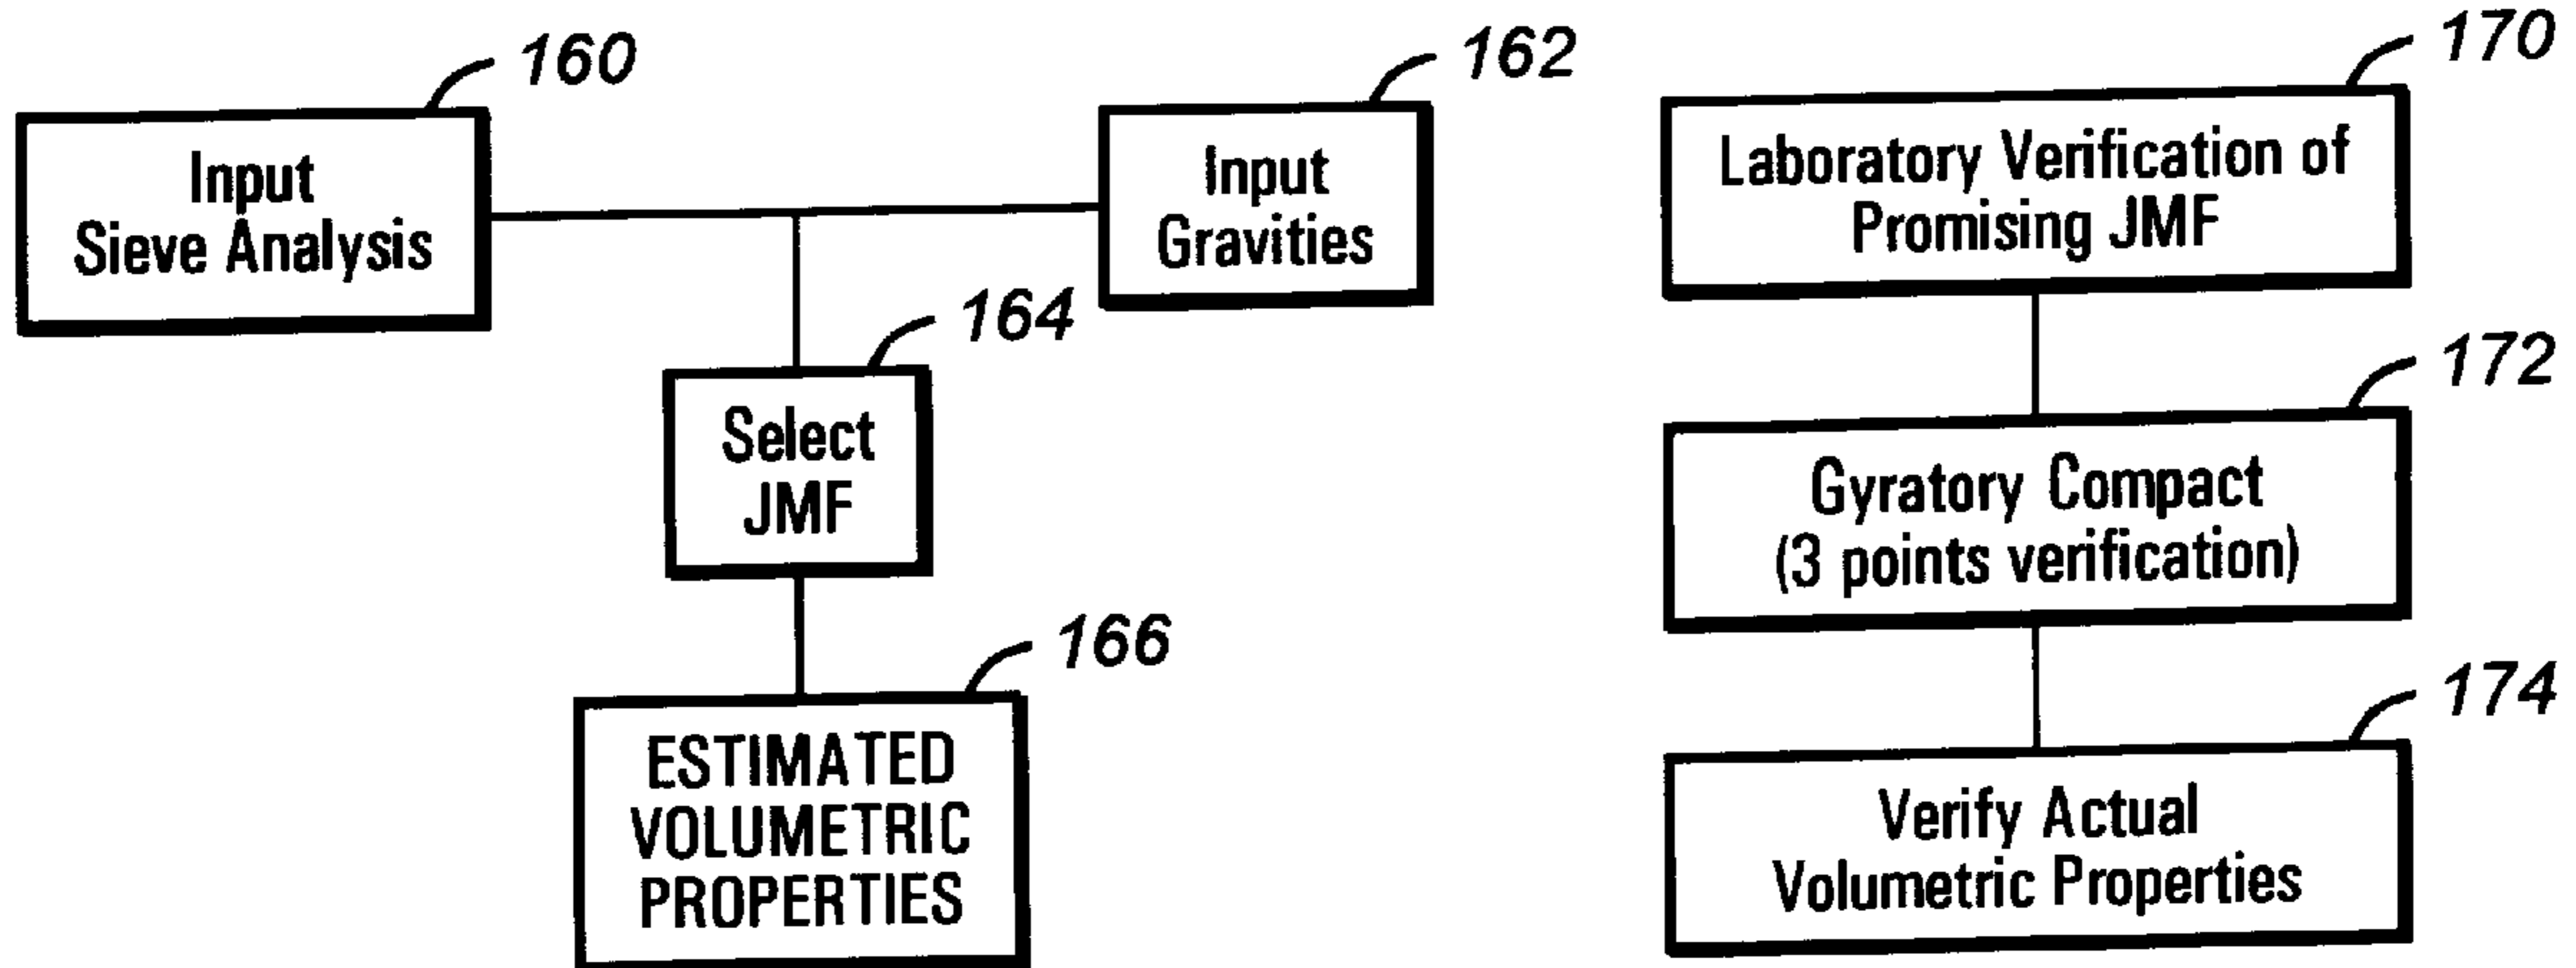 160
Input
Sieve Analysis
162
Input
Gravities
164
Select
JMF
166
ESTIMATED
VOLUMETRIC
PROPERTIES
170
Laboratory Verification of
Promising JMF
172
Gyratory Compact
(3 points verification)
174
Verify Actual
Volumetric Properties